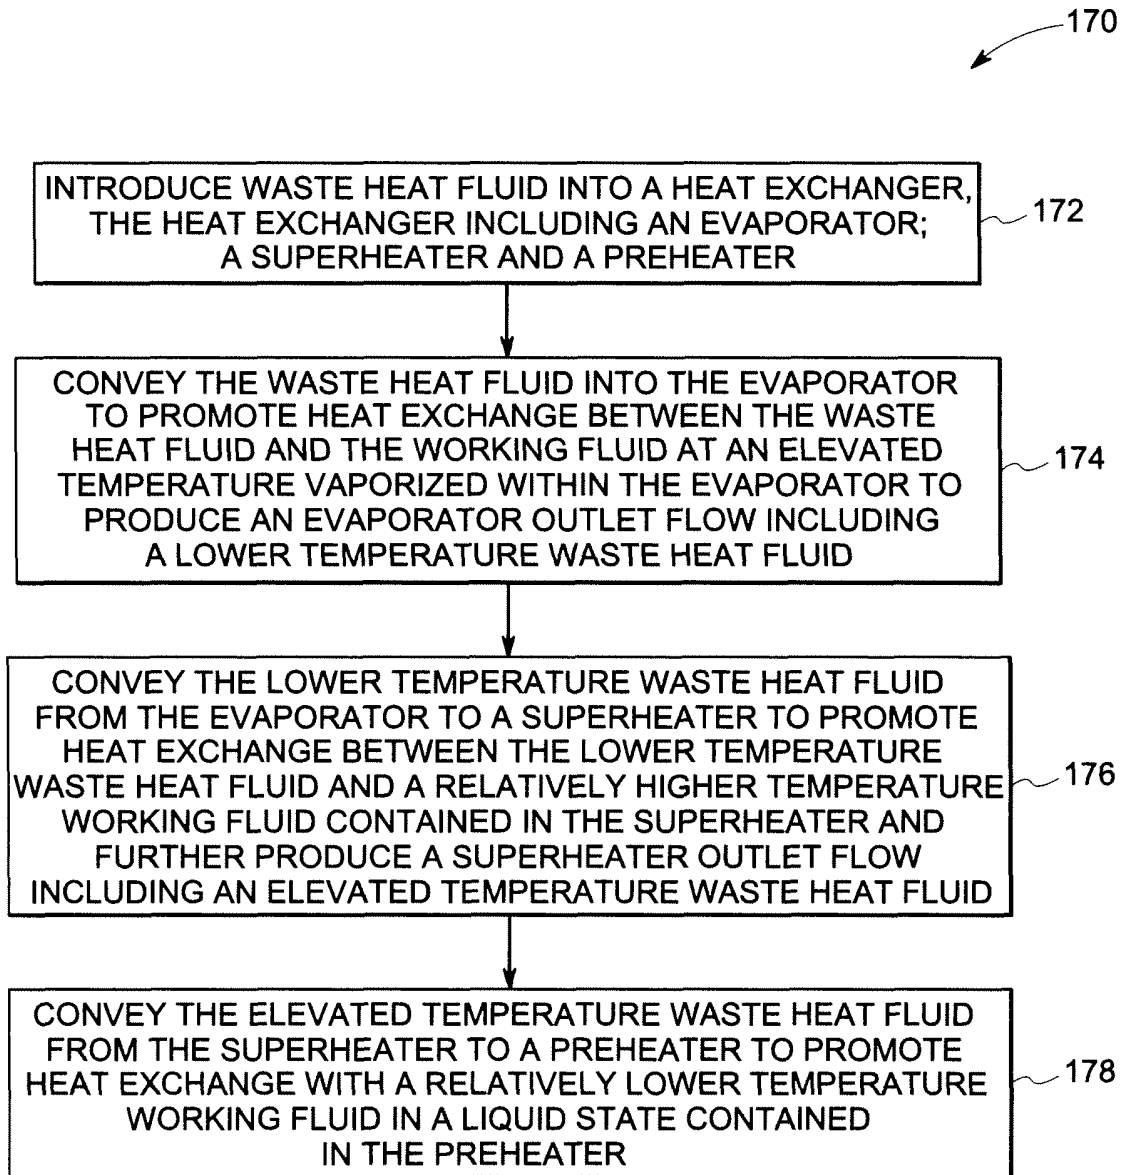 170
INTRODUCE WASTE HEAT FLUID INTO A HEAT EXCHANGER,
THE HEAT EXCHANGER INCLUDING AN EVAPORATOR;
A SUPERHEATER AND A PREHEATER
172
CONVEY THE WASTE HEAT FLUID INTO THE EVAPORATOR
TO PROMOTE HEAT EXCHANGE BETWEEN THE WASTE
HEAT FLUID AND THE WORKING FLUID AT AN ELEVATED
TEMPERATURE VAPORIZED WITHIN THE EVAPORATOR TO
PRODUCE AN EVAPORATOR OUTLET FLOW INCLUDING
A LOWER TEMPERATURE WASTE HEAT FLUID
174
CONVEY THE LOWER TEMPERATURE WASTE HEAT FLUID
FROM THE EVAPORATOR TO A SUPERHEATER TO PROMOTE
HEAT EXCHANGE BETWEEN THE LOWER TEMPERATURE
WASTE HEAT FLUID AND A RELATIVELY HIGHER TEMPERATURE
WORKING FLUID CONTAINED IN THE SUPERHEATER AND
FURTHER PRODUCE A SUPERHEATER OUTLET FLOW
INCLUDING AN ELEVATED TEMPERATURE WASTE HEAT FLUID
176
CONVEY THE ELEVATED TEMPERATURE WASTE HEAT FLUID
FROM THE SUPERHEATER TO A PREHEATER TO PROMOTE
HEAT EXCHANGE WITH A RELATIVELY LOWER TEMPERATURE
WORKING FLUID IN A LIQUID STATE CONTAINED
IN THE PREHEATER
178